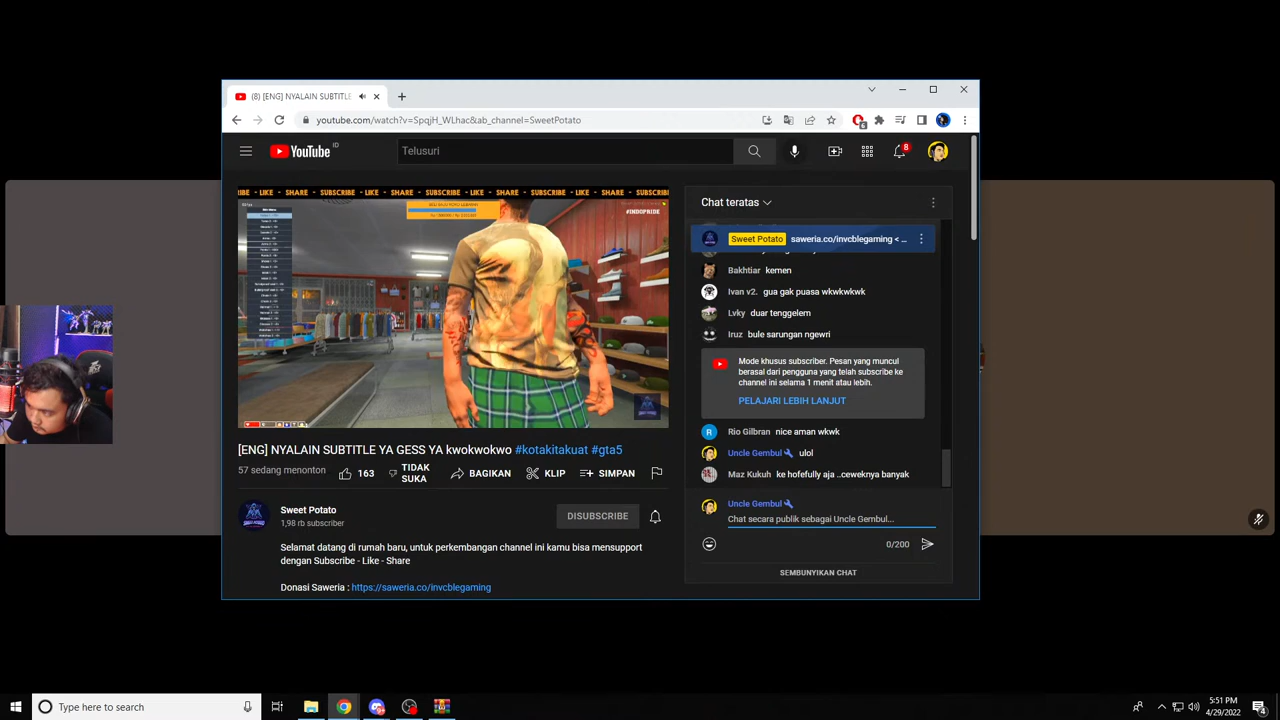 (8) [ENG] NYALAIN SUBTITLE
youtube.com/watch?v=SpqjH_WLhac&ab_channel=SweetPotato
6
YouTube
ID
Telusuri
8
LIKE - SHARE - SUBSCRIBE - LIKE - SHARE - SUBSCRIBE - LIKE - SHARE - SUBSCRIBE
#INDOPRIDE
[ENG] NYALAIN SUBTITLE YA GESS YA kwokwokwo #kotakitakuat #gta5
57 sedang menonton
163
TIDAK SUKA
BAGIKAN
KLIP
SIMPAN
Sweet Potato
1,98 rb subscriber
DISUBSCRIBE
Selamat datang di rumah baru, untuk perkembangan channel ini kamu bisa mensupport
dengan Subscribe - Like - Share
Donasi Saweria : https://saweria.co/invcblegaming
Chat teratas
Sweet Potato saweria.co/invcblegaming < ...
Bakhtiar kemen
Ivan v2. gua gak puasa wkwkwkwk
Lvky duar tenggelem
Iruz bule sarungan ngewri
Mode khusus subscriber. Pesan yang muncul
berasal dari pengguna yang telah subscribe ke
channel ini selama 1 menit atau lebih.
PELAJARI LEBIH LANJUT
R Rio Gilbran nice aman wkwk
Uncle Gembul ulol
Maz Kukuh ke hofefully aja ..ceweknya banyak
Uncle Gembul
Chat secara publik sebagai Uncle Gembul...
0/200
SEMBUNYIKAN CHAT
Type here to search
5:51 PM
4/29/2022
4